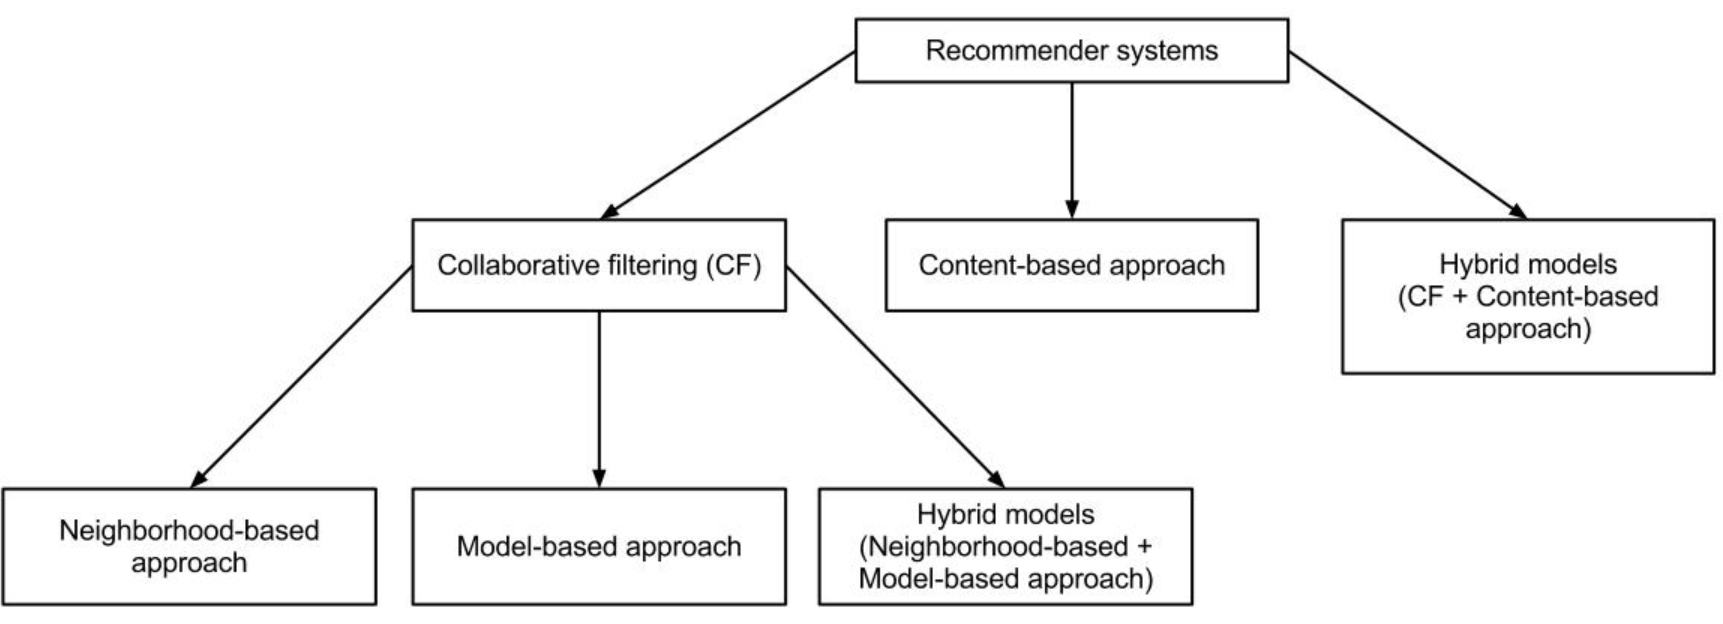 Recommender systems
Collaborative filtering (CF)
Content-based approach
Hybrid models
(CF + Content-based
approach)
Neighborhood-based
approach
Model-based approach
Hybrid models
(Neighborhood-based +
Model-based approach)